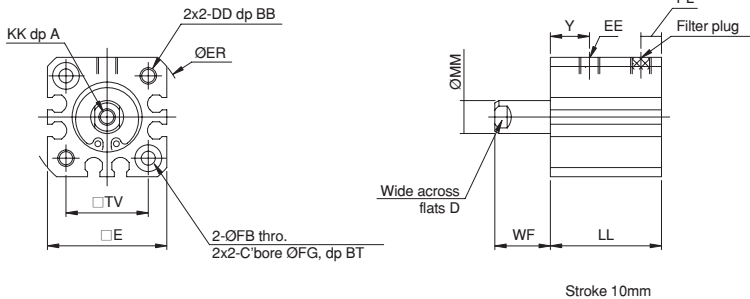 2x2-DD dp BB
KK dp A
ØER
□TV
□E
2-ØFB thro.
2x2-C'bore ØFG, dp BT
Y
EE
Filter plug
ØMM
Wide across
flats D
WF
LL
Stroke 10mm